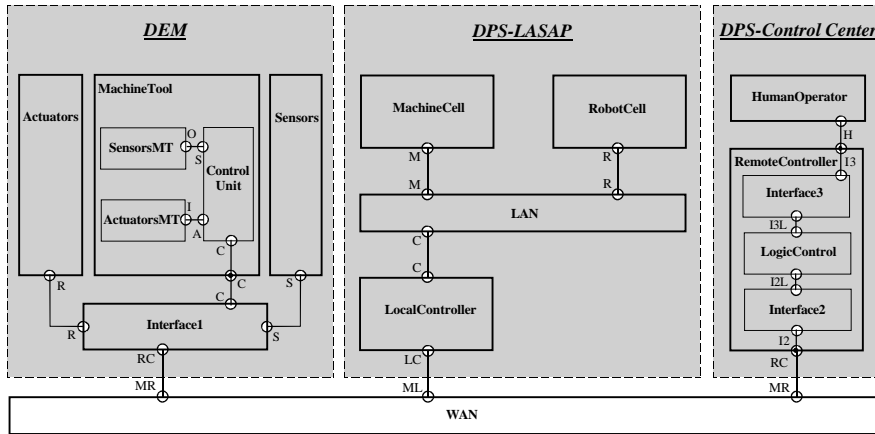 DEM
DPS-LASAP
DPS-Control Center
Actuators
MachineTool
SensorsMT
O
S
Control
Unit
ActuatorsMT
I
A
C
C
C
Sensors
R
R
S
S
Interface1
RC
MR
MachineCell
RobotCell
M
M
R
R
LAN
C
C
LocalController
LC
ML
HumanOperator
H
RemoteController
I3
Interface3
I3L
LogicControl
I2L
Interface2
I2
RC
MR
WAN